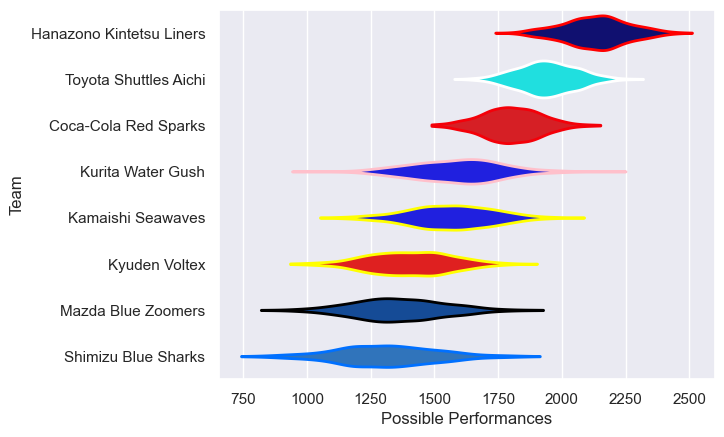 Hanazono Kintetsu Liners
Toyota Shuttles Aichi
Coca-Cola Red Sparks
Kurita Water Gush
Kamaishi Seawaves
Kyuden Voltex
Mazda Blue Zoomers
Shimizu Blue Sharks
Team
750 1000 1250 1500 1750 2000 2250 2500
Possible Performances